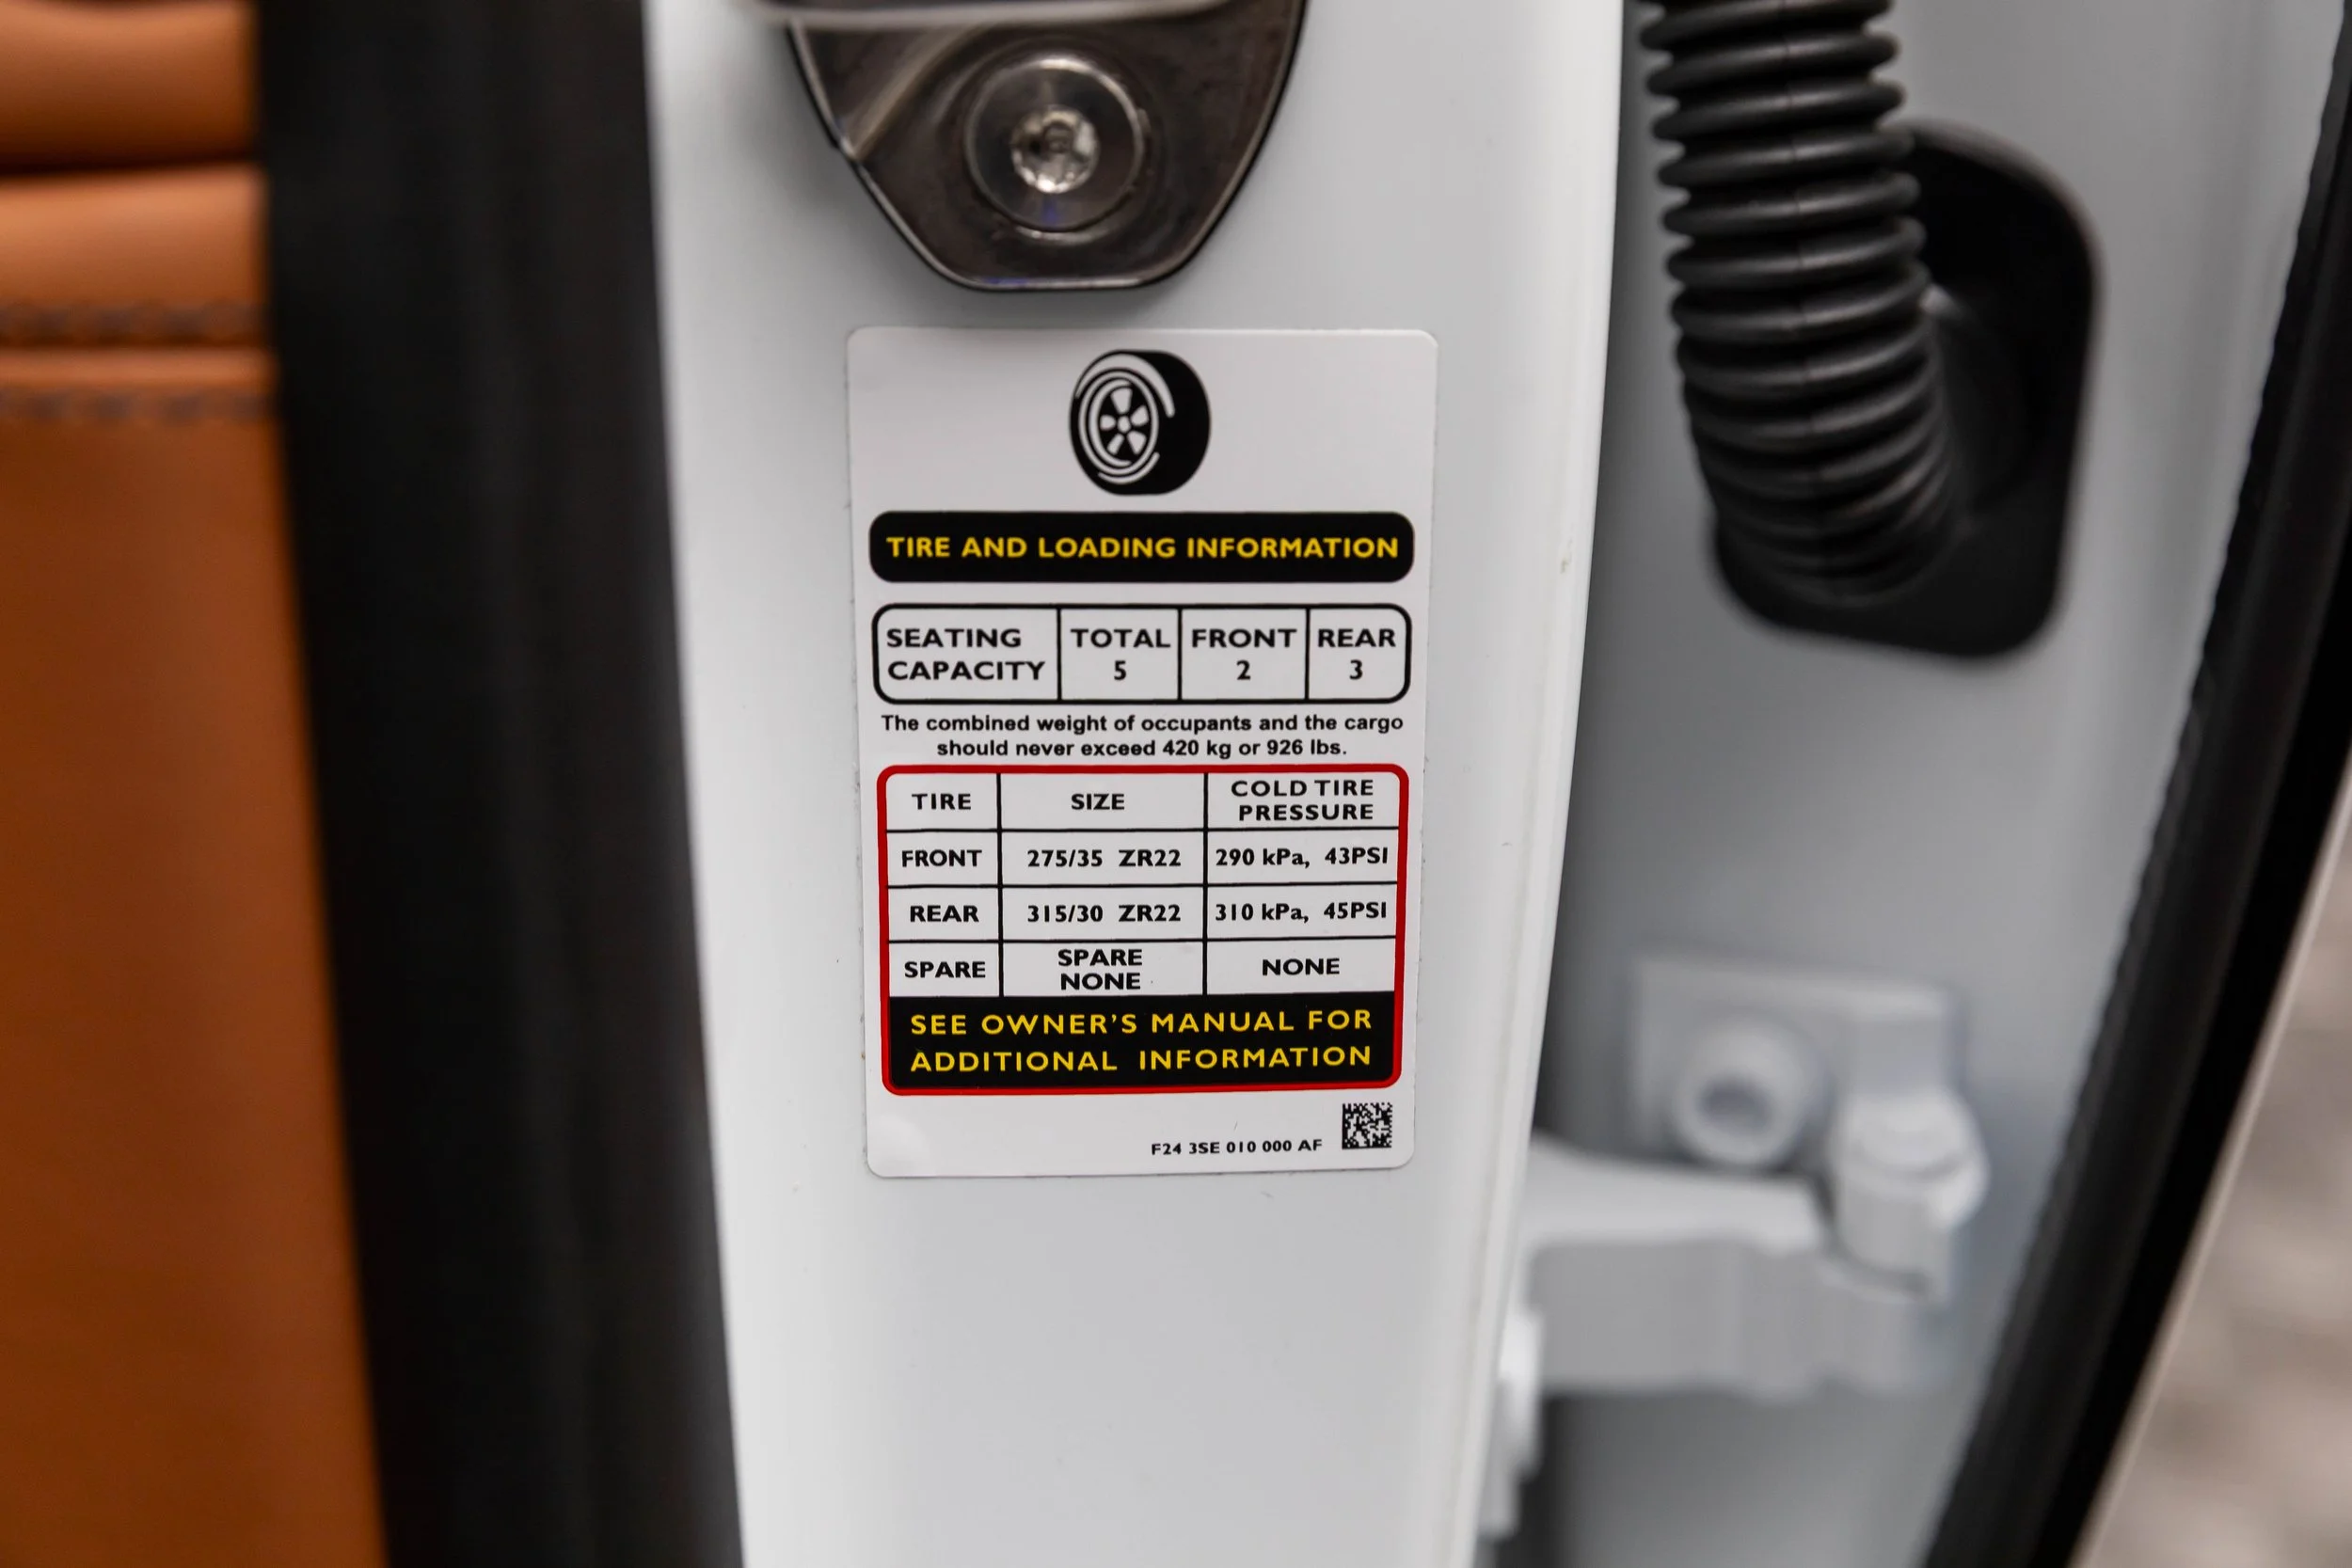 TIRE AND LOADING INFORMATION
SEATING CAPACITY TOTAL 5 FRONT 2 REAR 3
The combined weight of occupants and the cargo
should never exceed 420 kg or 926 lbs.
TIRE SIZE COLD TIRE PRESSURE
FRONT 275/35 ZR22 290 kPa, 43PSI
REAR 315/30 ZR22 310 kPa, 45PSI
SPARE SPARE NONE NONE
SEE OWNER'S MANUAL FOR
ADDITIONAL INFORMATION
F24 3SE 010 000 AF